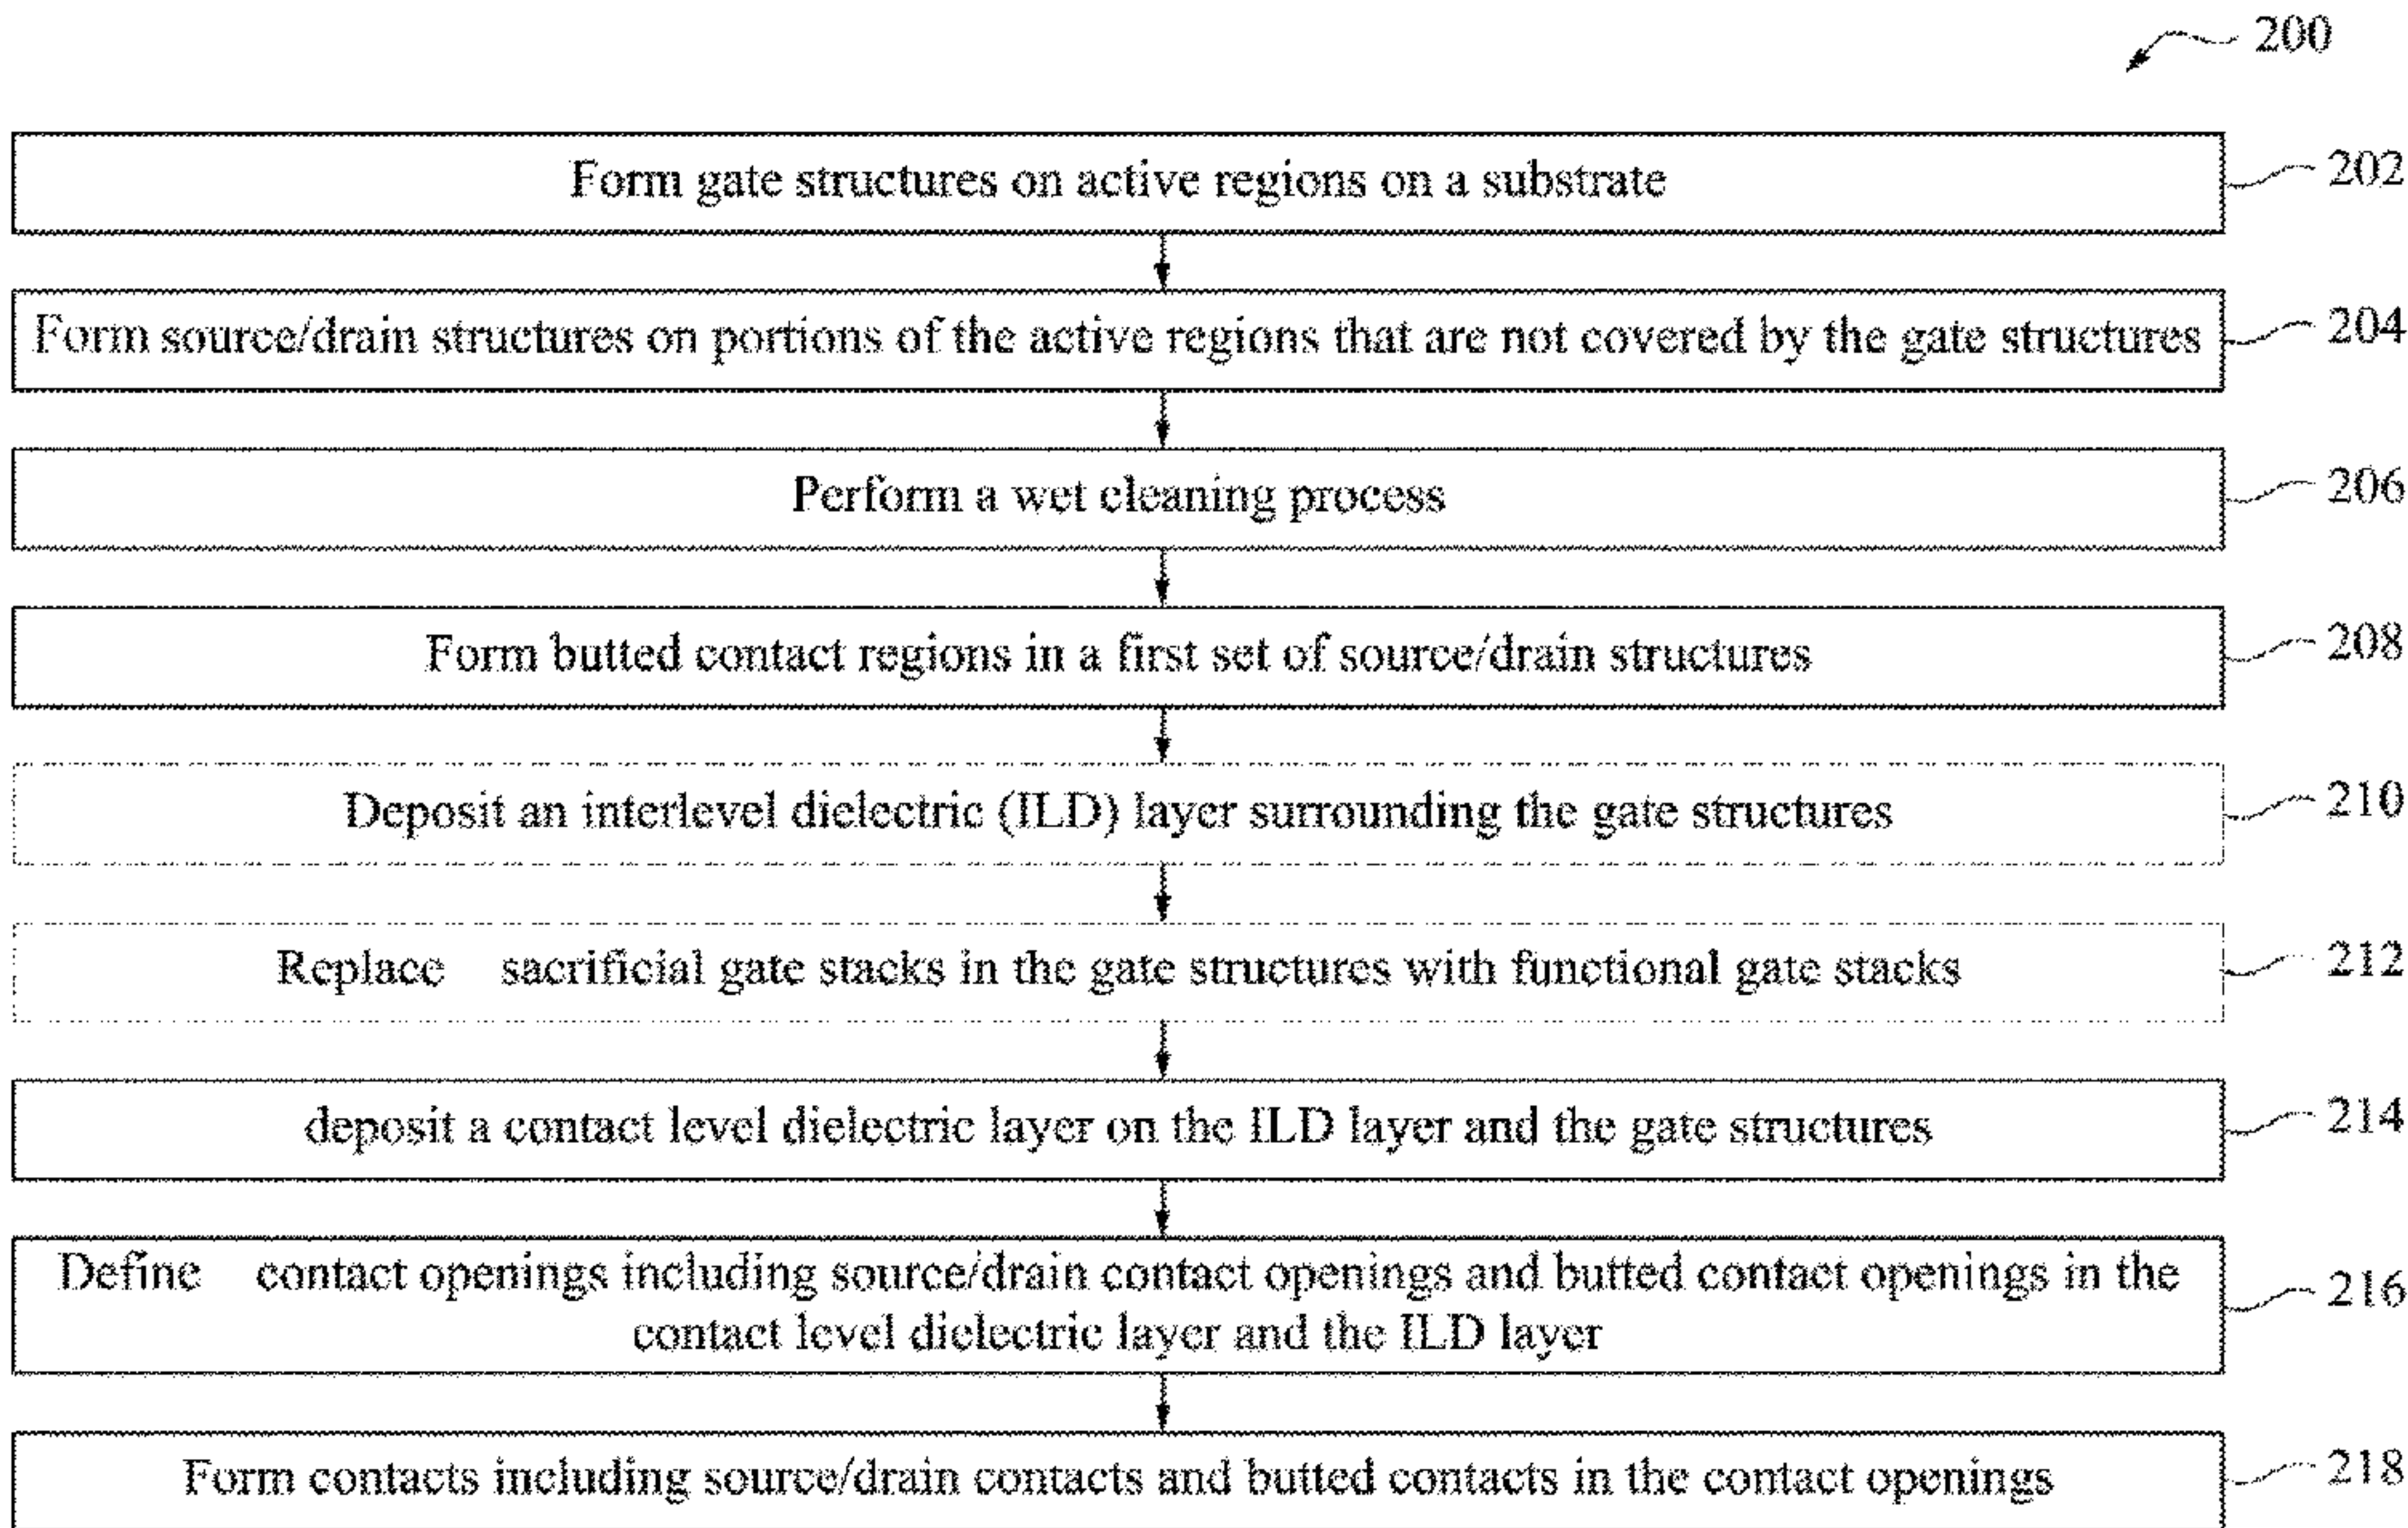 200
Form gate structures on active regions on a substrate
202
Form source/drain structures on portions of the active regions that are not covered by the gate structures
204
Perform a wet cleaning process
206
Form butted contact regions in a first set of source/drain structures
208
Deposit an interlevel dielectric (ILD) layer surrounding the gate structures
210
Replace sacrificial gate stacks in the gate structures with functional gate stacks
212
deposit a contact level dielectric layer on the ILD layer and the gate structures
214
Define contact openings including source/drain contact openings and butted contact openings in the
contact level dielectric layer and the ILD layer
216
Form contacts including source/drain contacts and butted contacts in the contact openings
218